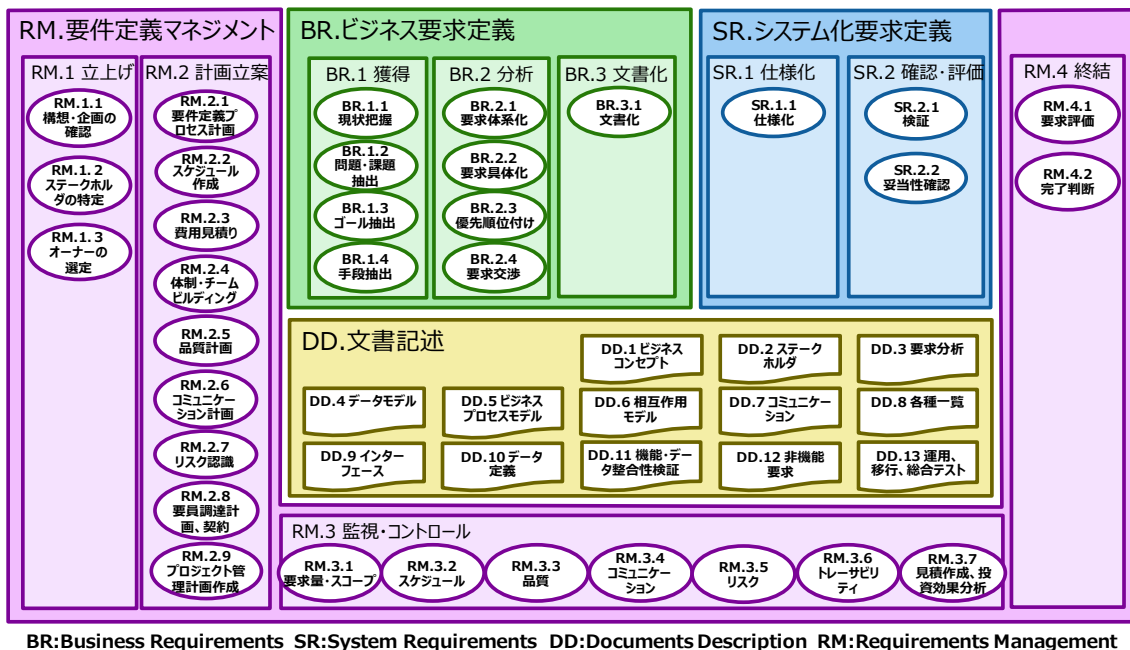 RM.要件定義マネジメント
RM.1 立上げ
RM.1.1
構想・企画の
確認
RM.1.2
ステークホル
ダの特定
RM.1.3
オーナーの
選定
RM.2 計画立案
RM.2.1
要件定義プ
ロセス計画
RM.2.2
スケジュール
作成
RM.2.3
費用見積り
RM.2.4
体制・チーム
ビルディング
RM.2.5
品質計画
RM.2.6
コミュニケー
ション計画
RM.2.7
リスク認識
RM.2.8
要員調達計
画、契約
RM.2.9
プロジェクト管
理計画作成
BR.ビジネス要求定義
BR.1 獲得
BR.1.1
現状把握
BR.1.2
問題・課題
抽出
BR.1.3
ゴール抽出
BR.1.4
手段抽出
BR.2 分析
BR.2.1
要求体系化
BR.2.2
要求具体化
BR.2.3
優先順位付け
BR.2.4
要求交渉
BR.3 文書化
BR.3.1
文書化
SR.システム化要求定義
SR.1 仕様化
SR.1.1
仕様化
SR.2 確認・評価
SR.2.1
検証
SR.2.2
妥当性確認
RM.4 終結
RM.4.1
要求評価
RM.4.2
完了判断
DD.文書記述
DD.1 ビジネス
コンセプト
DD.2 ステーク
ホルダ
DD.3 要求分析
DD.4 データモデル
DD.5 ビジネス
プロセスモデル
DD.6 相互作用
モデル
DD.7 コミュニケー
ション
DD.8 各種一覧
DD.9 インター
フェース
DD.10 データ
定義
DD.11 機能・デー
タ整合性検証
DD.12 非機能
要求
DD.13 運用、
移行、総合テスト
RM.3 監視・コントロール
RM.3.1
要求量・スコープ
RM.3.2
スケジュール
RM.3.3
品質
RM.3.4
コミュニケー
ション
RM.3.5
リスク
RM.3.6
トレーサビリ
ティ
RM.3.7
見積作成、投
資効果分析
BR:Business Requirements SR:System Requirements DD:Documents Description RM:Requirements Management